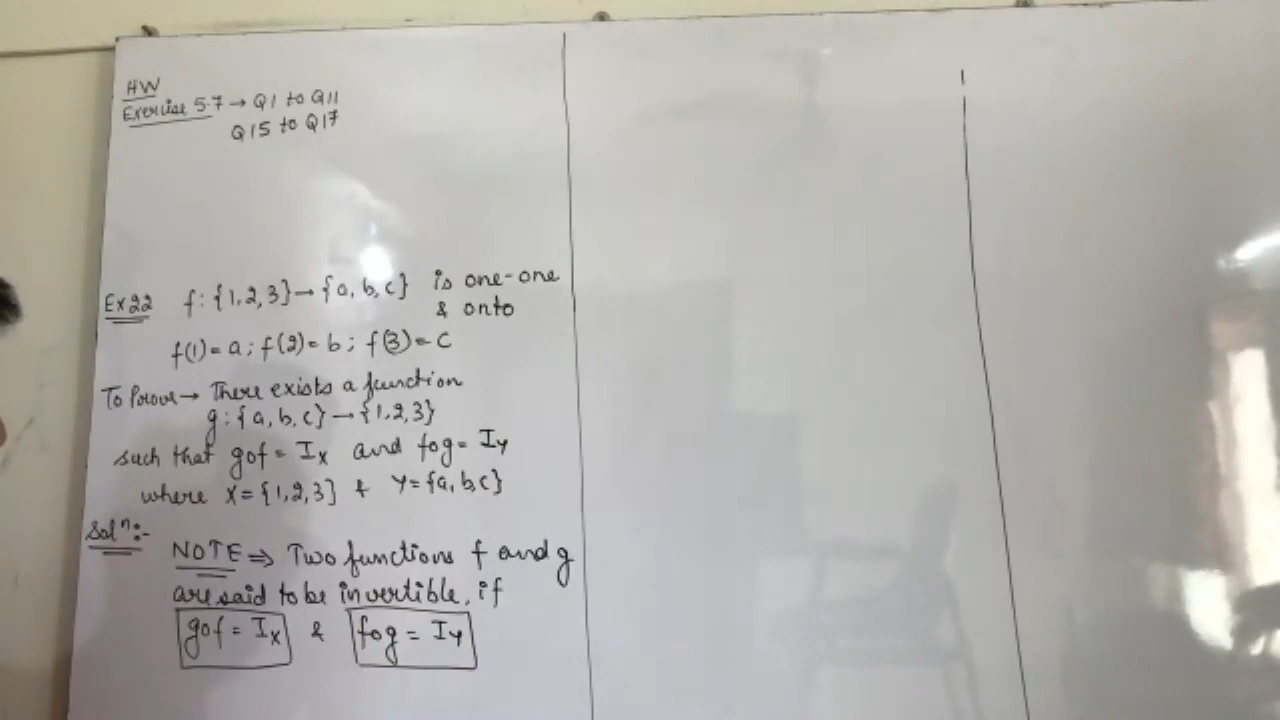 HW
Exercise 5.7 → Q1 to Q11
Q15 to Q17
Ex 22 f: {1,2,3} → {a, b, c} is one-one
& onto
f(1) = a ; f(2) = b ; f(3) = c
To Prove → There exists a function
g: {a, b, c} → {1,2,3}
such that gof = Ix and fog = Iy
where X = {1,2,3} & Y = {a, b, c}
Solⁿ:-
NOTE ⇒ Two functions f and g
are said to be invertible, if
gof = Ix & fog = Iy